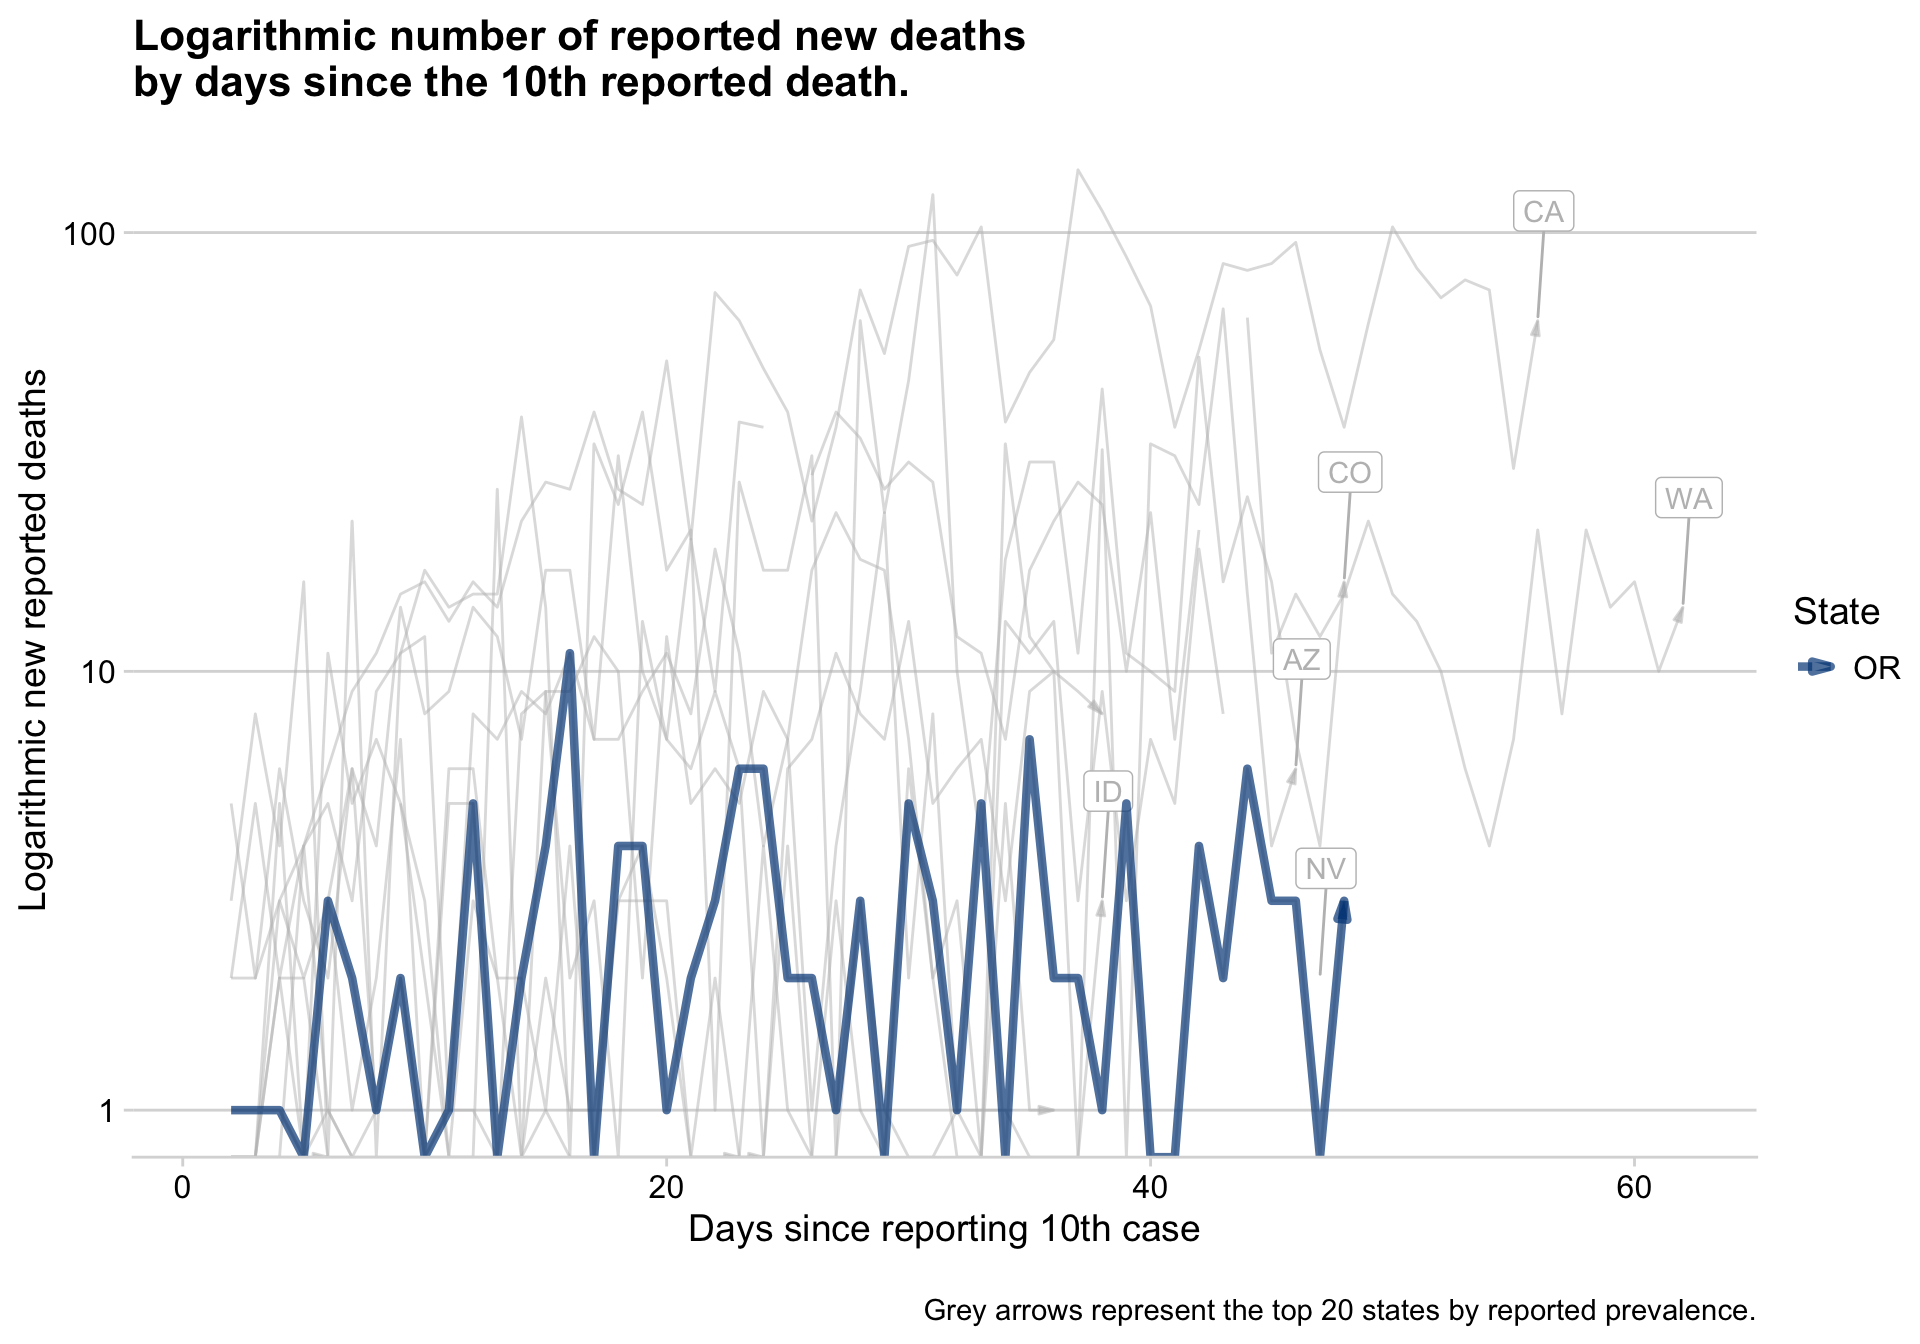 Logarithmic number of reported new deaths
by days since the 10th reported death.
Logarithmic new reported deaths
100
10
1
CA
CO
WA
AZ
ID
NV
State
OR
0
20
40
60
Days since reporting 10th case
Grey arrows represent the top 20 states by reported prevalence.